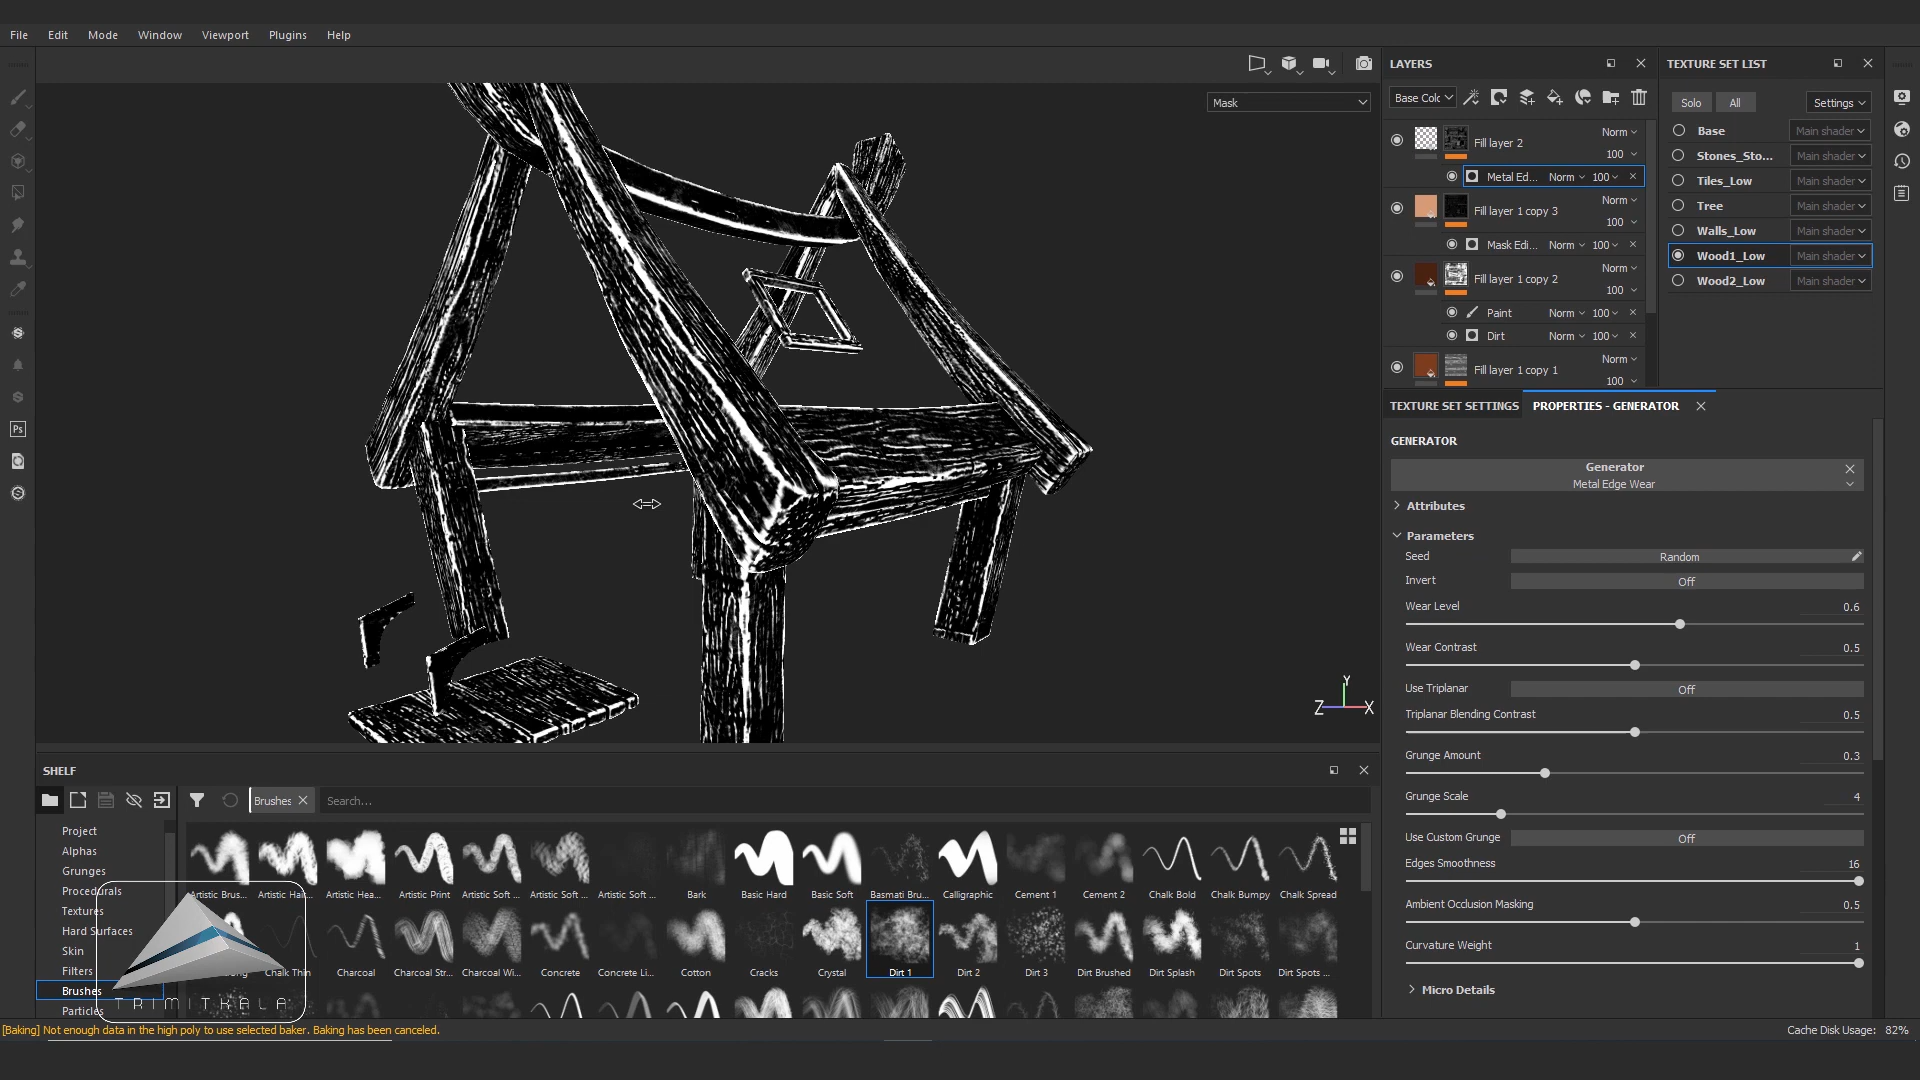 File Edit Mode Window Viewport Plugins Help
Mask
LAYERS
Base Colc
Fill layer 2 Norm 100
Metal Ed... Norm 100
Fill layer 1 copy 3 Norm 100
Mask Edi... Norm 100
Fill layer 1 copy 2 Norm 100
Paint Norm 100
Dirt Norm 100
Fill layer 1 copy 1 Norm 100
TEXTURE SET LIST
Solo All Settings
Base Main shader
Stones_Sto... Main shader
Tiles_Low Main shader
Tree Main shader
Walls_Low Main shader
Wood1_Low Main shader
Wood2_Low Main shader
TEXTURE SET SETTINGS PROPERTIES - GENERATOR
GENERATOR
Generator
Metal Edge Wear
Attributes
Parameters
Seed Random
Invert Off
Wear Level 0.6
Wear Contrast 0.5
Use Triplanar Off
Triplanar Blending Contrast 0.5
Grunge Amount 0.3
Grunge Scale 4
Use Custom Grunge Off
Edges Smoothness 16
Ambient Occlusion Masking 0.5
Curvature Weight 1
Micro Details
Y
Z X
SHELF
Brushes Search...
Project
Alphas
Grunges
Procedurals
Textures
Hard Surfaces
Skin
Filters
Brushes
Particles
Artistic Brus... Artistic Hair... Artistic Hea... Artistic Print Artistic Soft ... Artistic Soft ... Artistic Soft ... Bark Basic Hard Basic Soft Basmati Bru... Calligraphic Cement 1 Cement 2 Chalk Bold Chalk Bumpy Chalk Spread
Chalk Thin Charcoal Charcoal Str... Charcoal Wi... Concrete Concrete Li... Cotton Cracks Crystal Dirt 1 Dirt 2 Dirt 3 Dirt Brushed Dirt Splash Dirt Spots Dirt Spots ...
TRIMITKALA
[Baking] Not enough data in the high poly to use selected baker. Baking has been canceled.
Cache Disk Usage: 82%
Ps